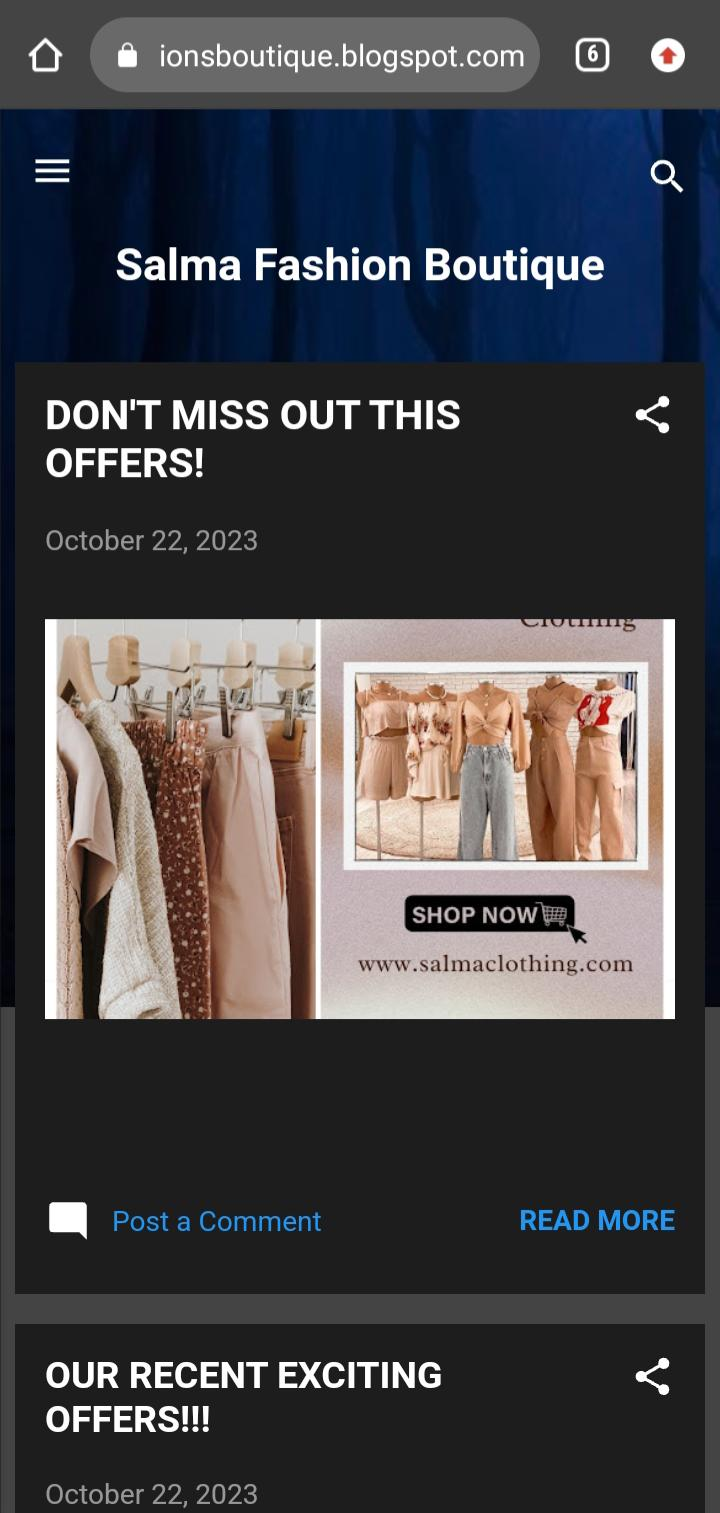 ionsboutique.blogspot.com
6
Salma Fashion Boutique
DON'T MISS OUT THIS
OFFERS!
October 22, 2023
Clothing
SHOP NOW
www.salmaclothing.com
Post a Comment
READ MORE
OUR RECENT EXCITING
OFFERS!!!
October 22, 2023